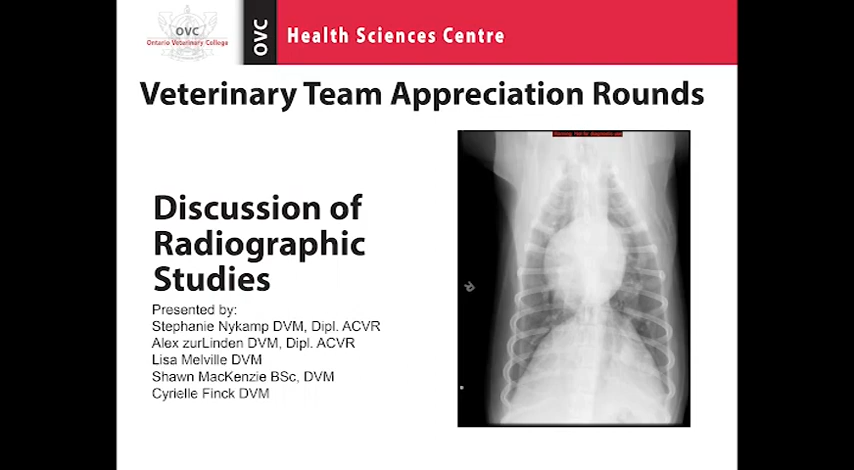 OVC
Ontario Veterinary College
OVC
Health Sciences Centre
Veterinary Team Appreciation Rounds
Discussion of
Radiographic
Studies
Presented by:
Stephanie Nykamp DVM, Dipl. ACVR
Alex zurLinden DVM, Dipl. ACVR
Lisa Melville DVM
Shawn MacKenzie BSc, DVM
Cyrielle Finck DVM
R